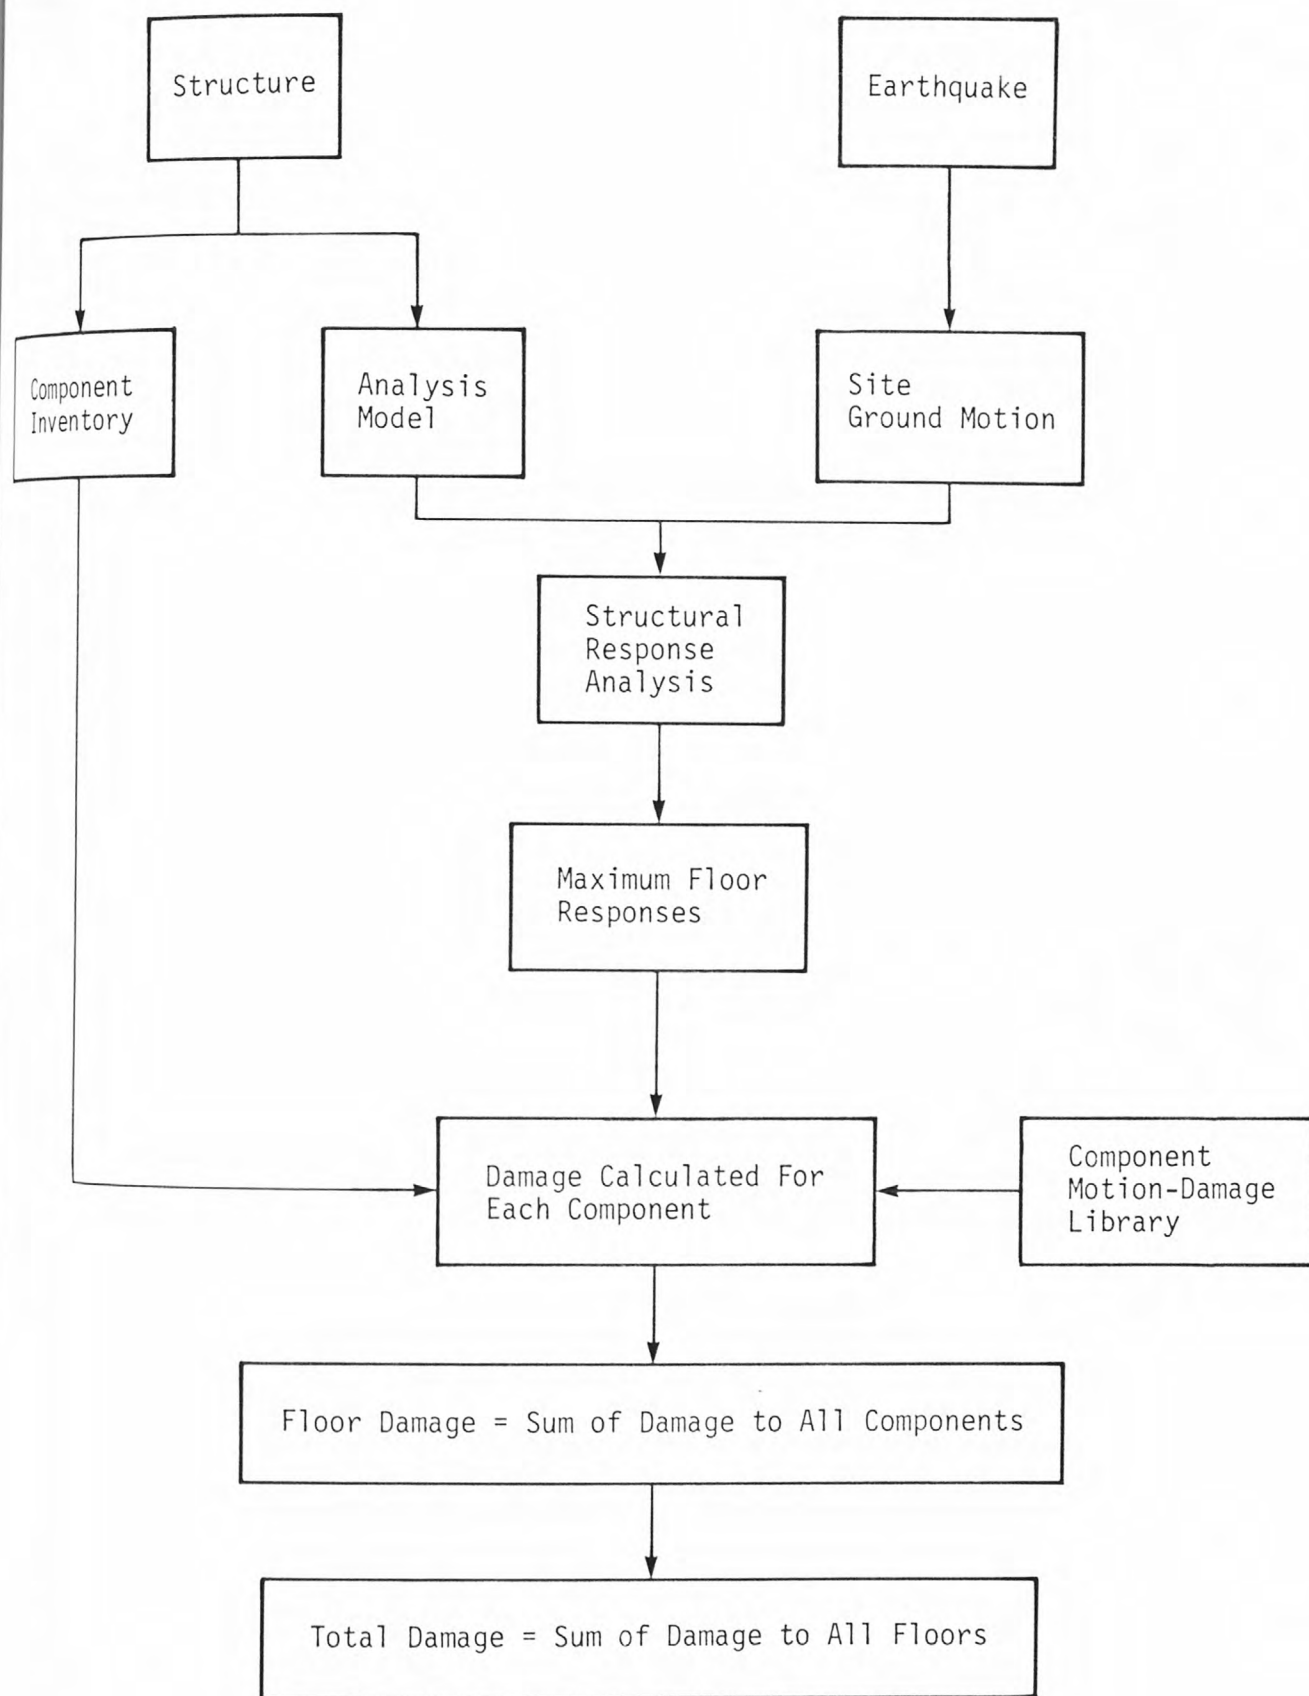 Structure
Earthquake
Component
Inventory
Analysis
Model
Site
Ground Motion
Structural
Response
Analysis
Maximum Floor
Responses
Damage Calculated For
Each Component
Component
Motion-Damage
Library
Floor Damage = Sum of Damage to All Components
Total Damage = Sum of Damage to All Floors